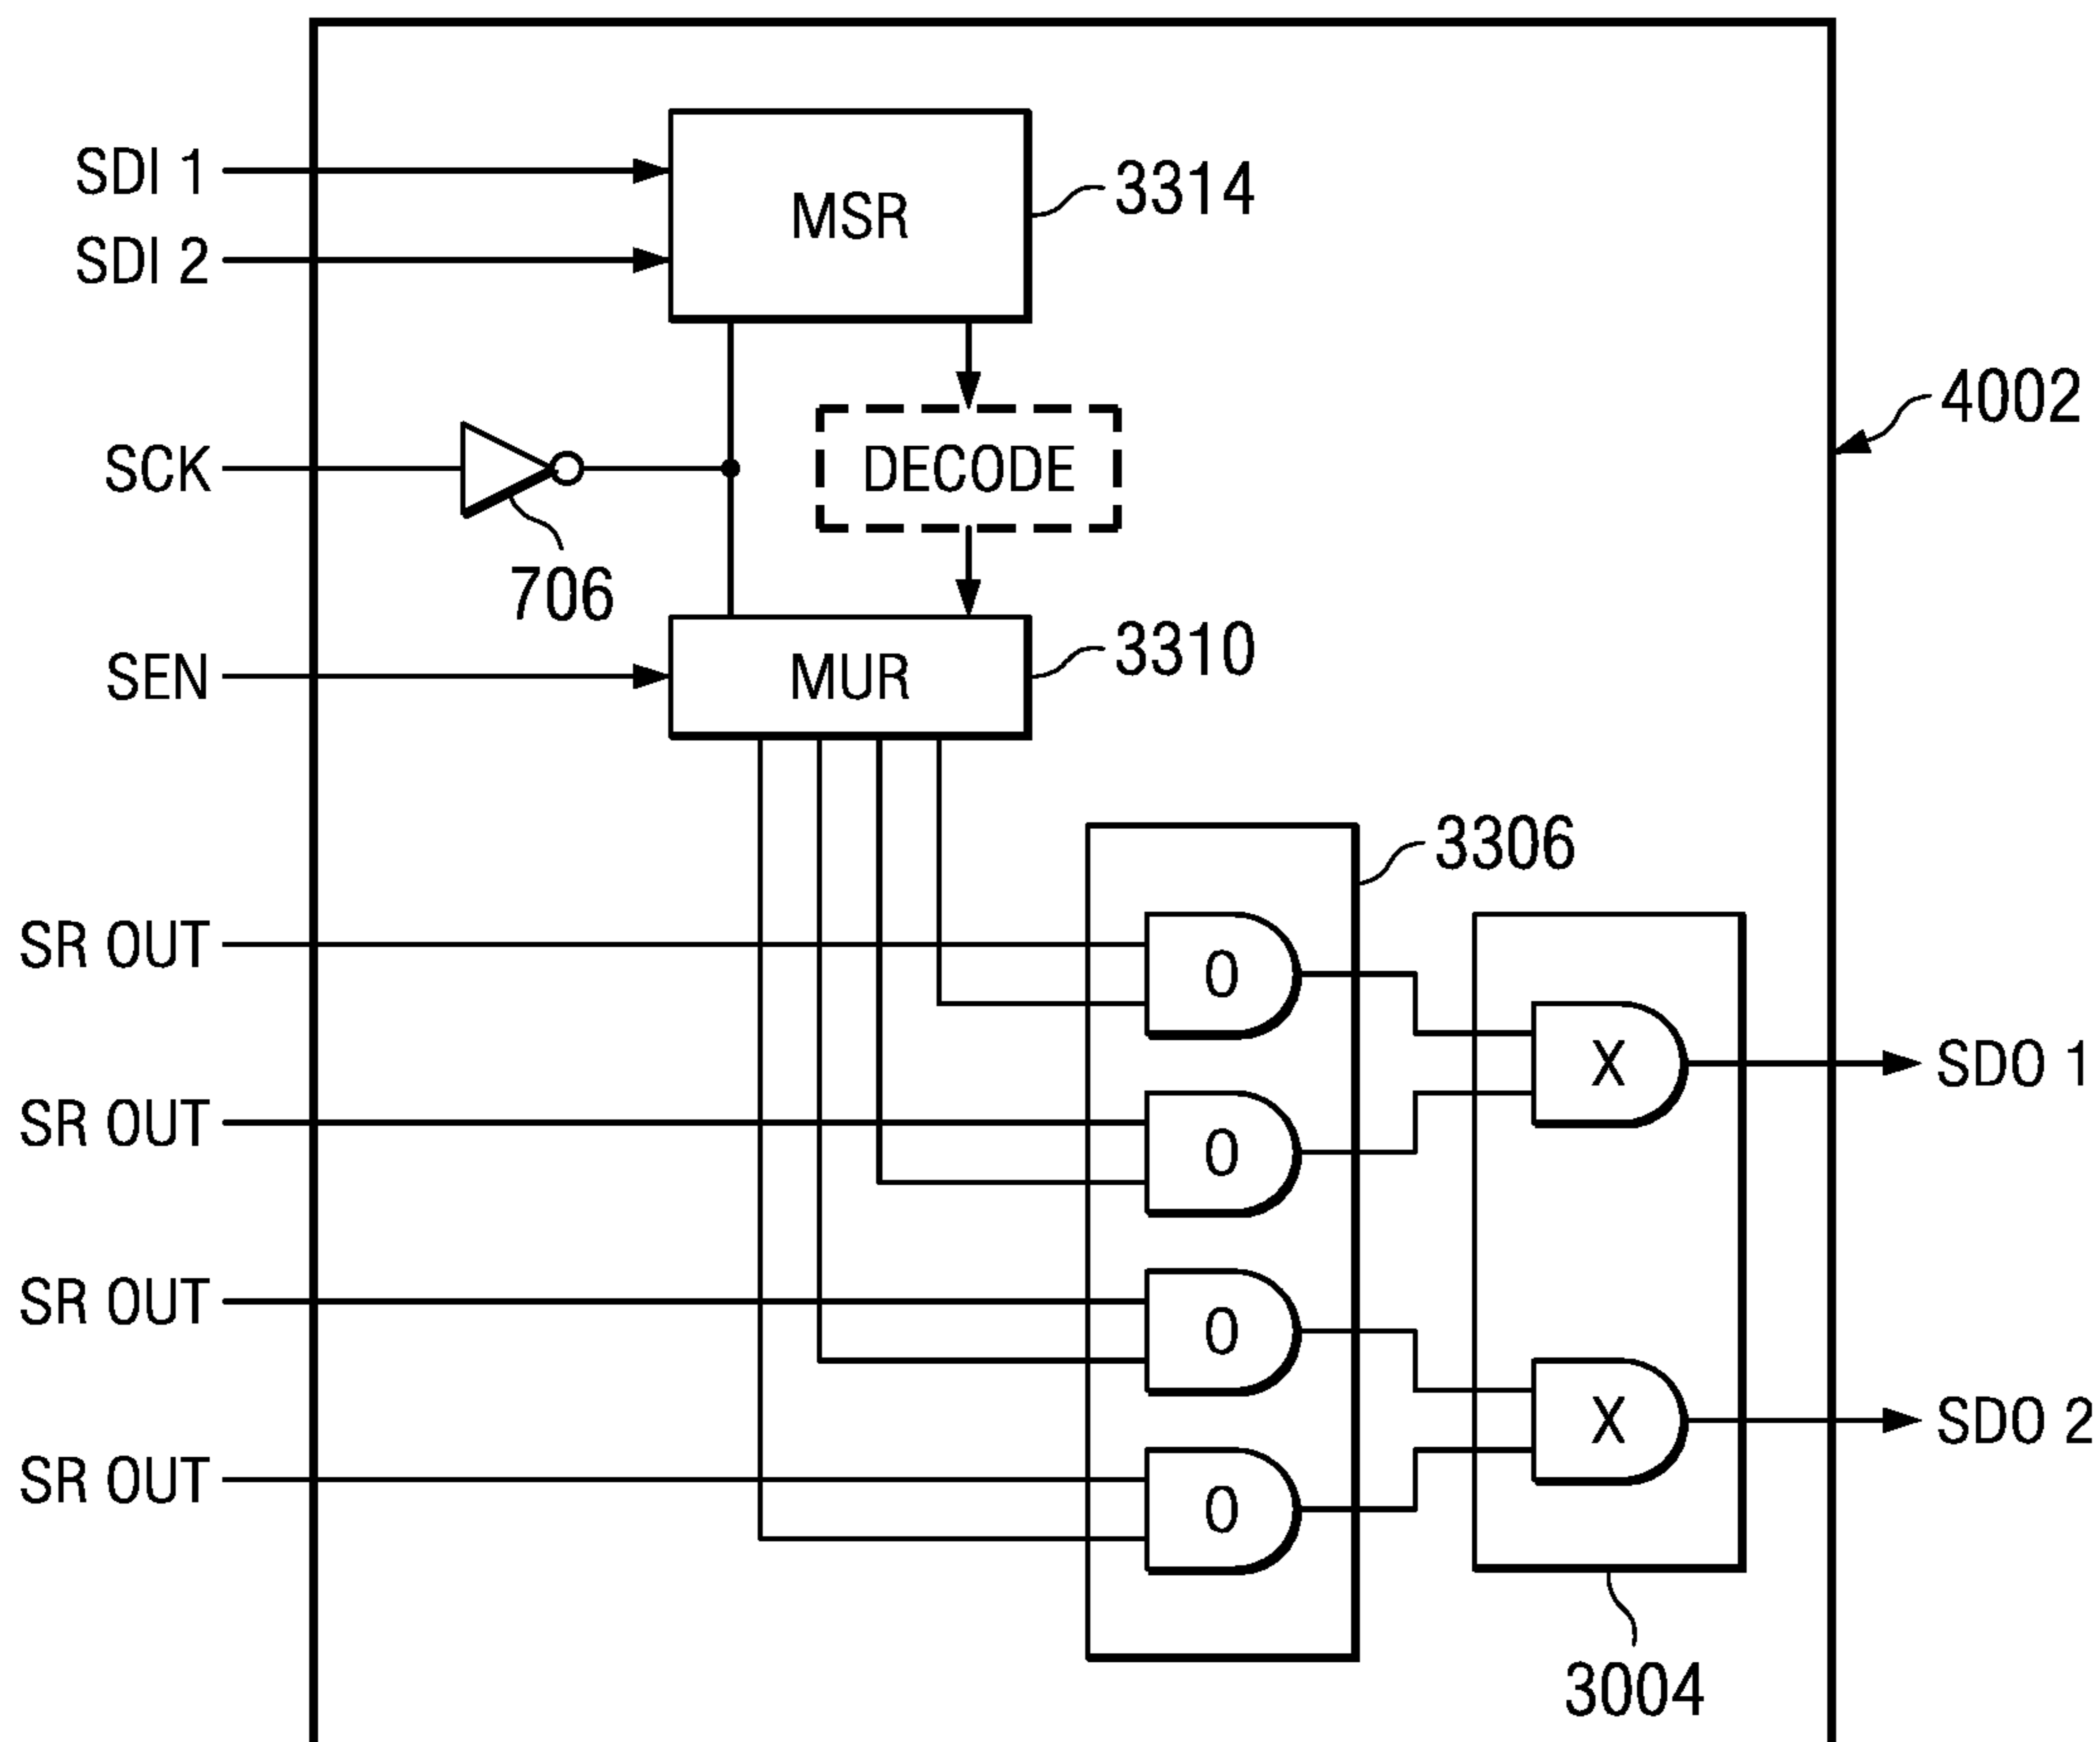 SDI 1
MSR
3314
SDI 2
4002
SCK
DECODE
706
SEN
MUR
3310
3306
SR OUT
O
X
SDO 1
SR OUT
O
SR OUT
O
X
SDO 2
SR OUT
O
3004